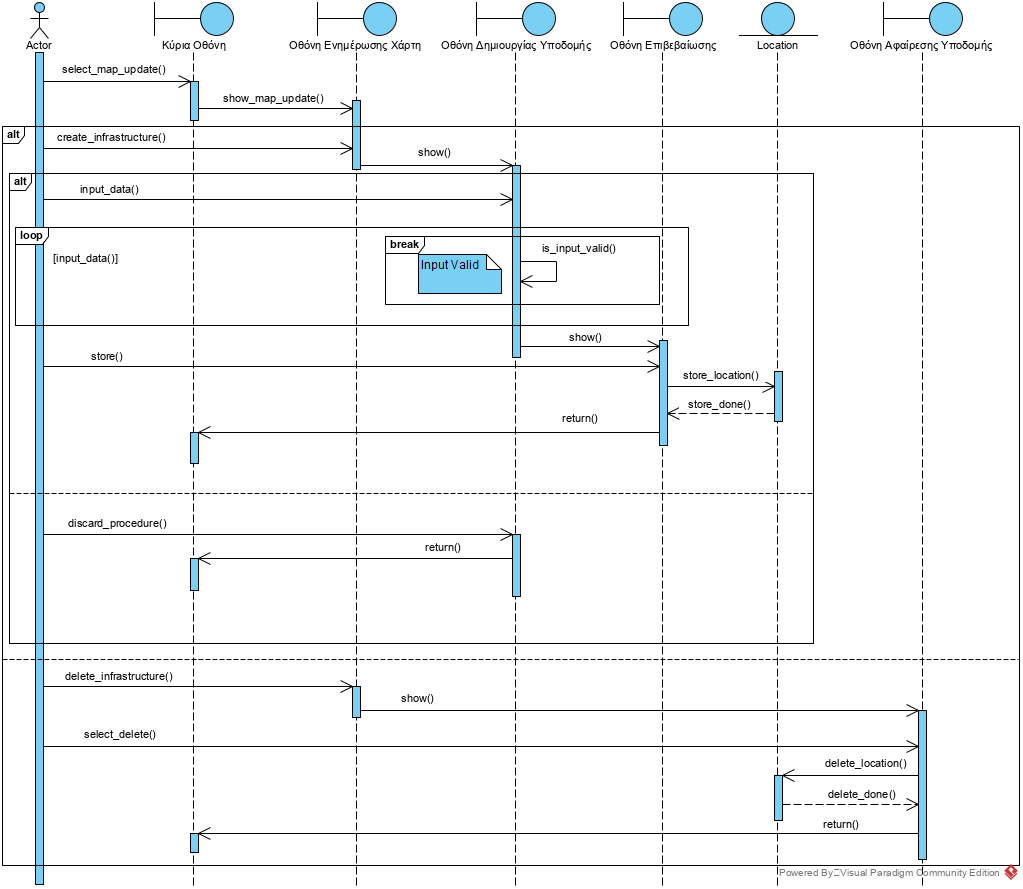 Actor
Κύρια Οθόνη
Οθόνη Ενημέρωσης Χάρτη
Οθόνη Δημιουργίας Υποδομής
Οθόνη Επιβεβαίωσης
Location
Οθόνη Αφαίρεσης Υποδομής
select_map_update()
show_map_update()
alt
create_infrastructure()
show()
alt
input_data()
loop
[input_data()]
break
Input Valid
is_input_valid()
show()
store()
store_location()
store_done()
return()
discard_procedure()
return()
delete_infrastructure()
show()
select_delete()
delete_location()
delete_done()
return()
Powered By Visual Paradigm Community Edition